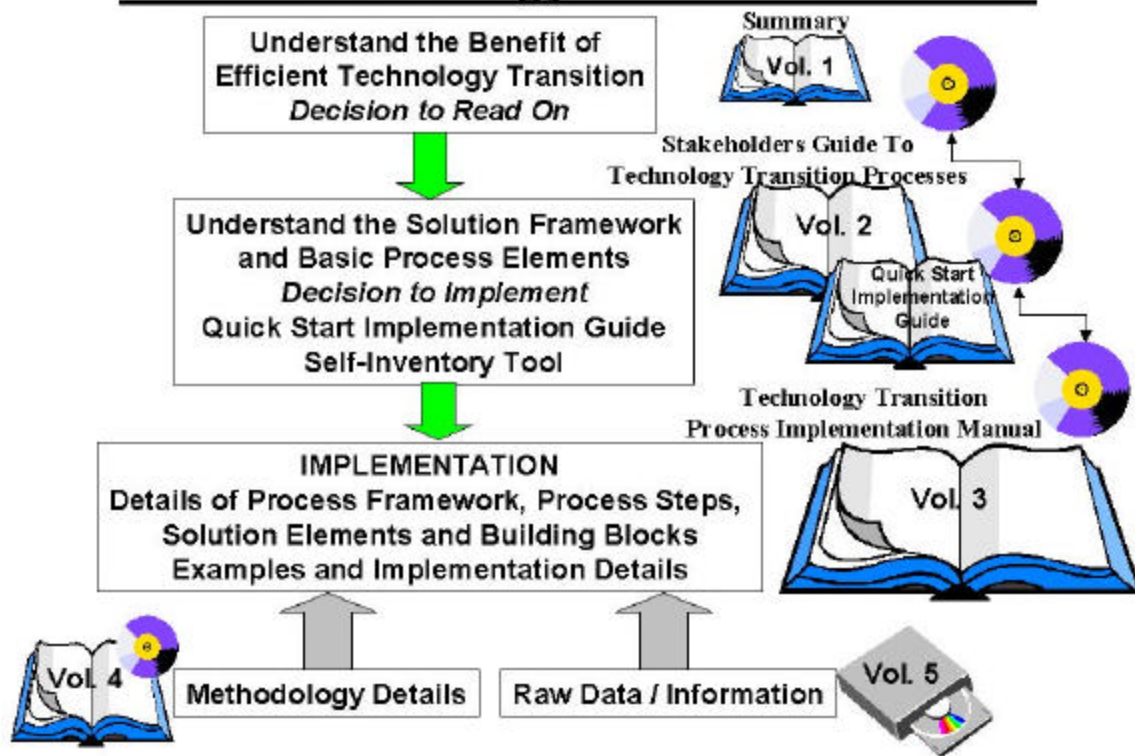 Understand the Benefit of
Efficient Technology Transition
Decision to Read On
Summary
Vol. 1
Stakeholders Guide To
Technology Transition Processes
Understand the Solution Framework
and Basic Process Elements
Decision to Implement
Quick Start Implementation Guide
Self-Inventory Tool
Vol. 2
Quick Start
Implementation
Guide
Technology Transition
Process Implementation Manual
IMPLEMENTATION
Details of Process Framework, Process Steps,
Solution Elements and Building Blocks
Examples and Implementation Details
Vol. 3
Vol. 4
Methodology Details
Raw Data / Information
Vol. 5